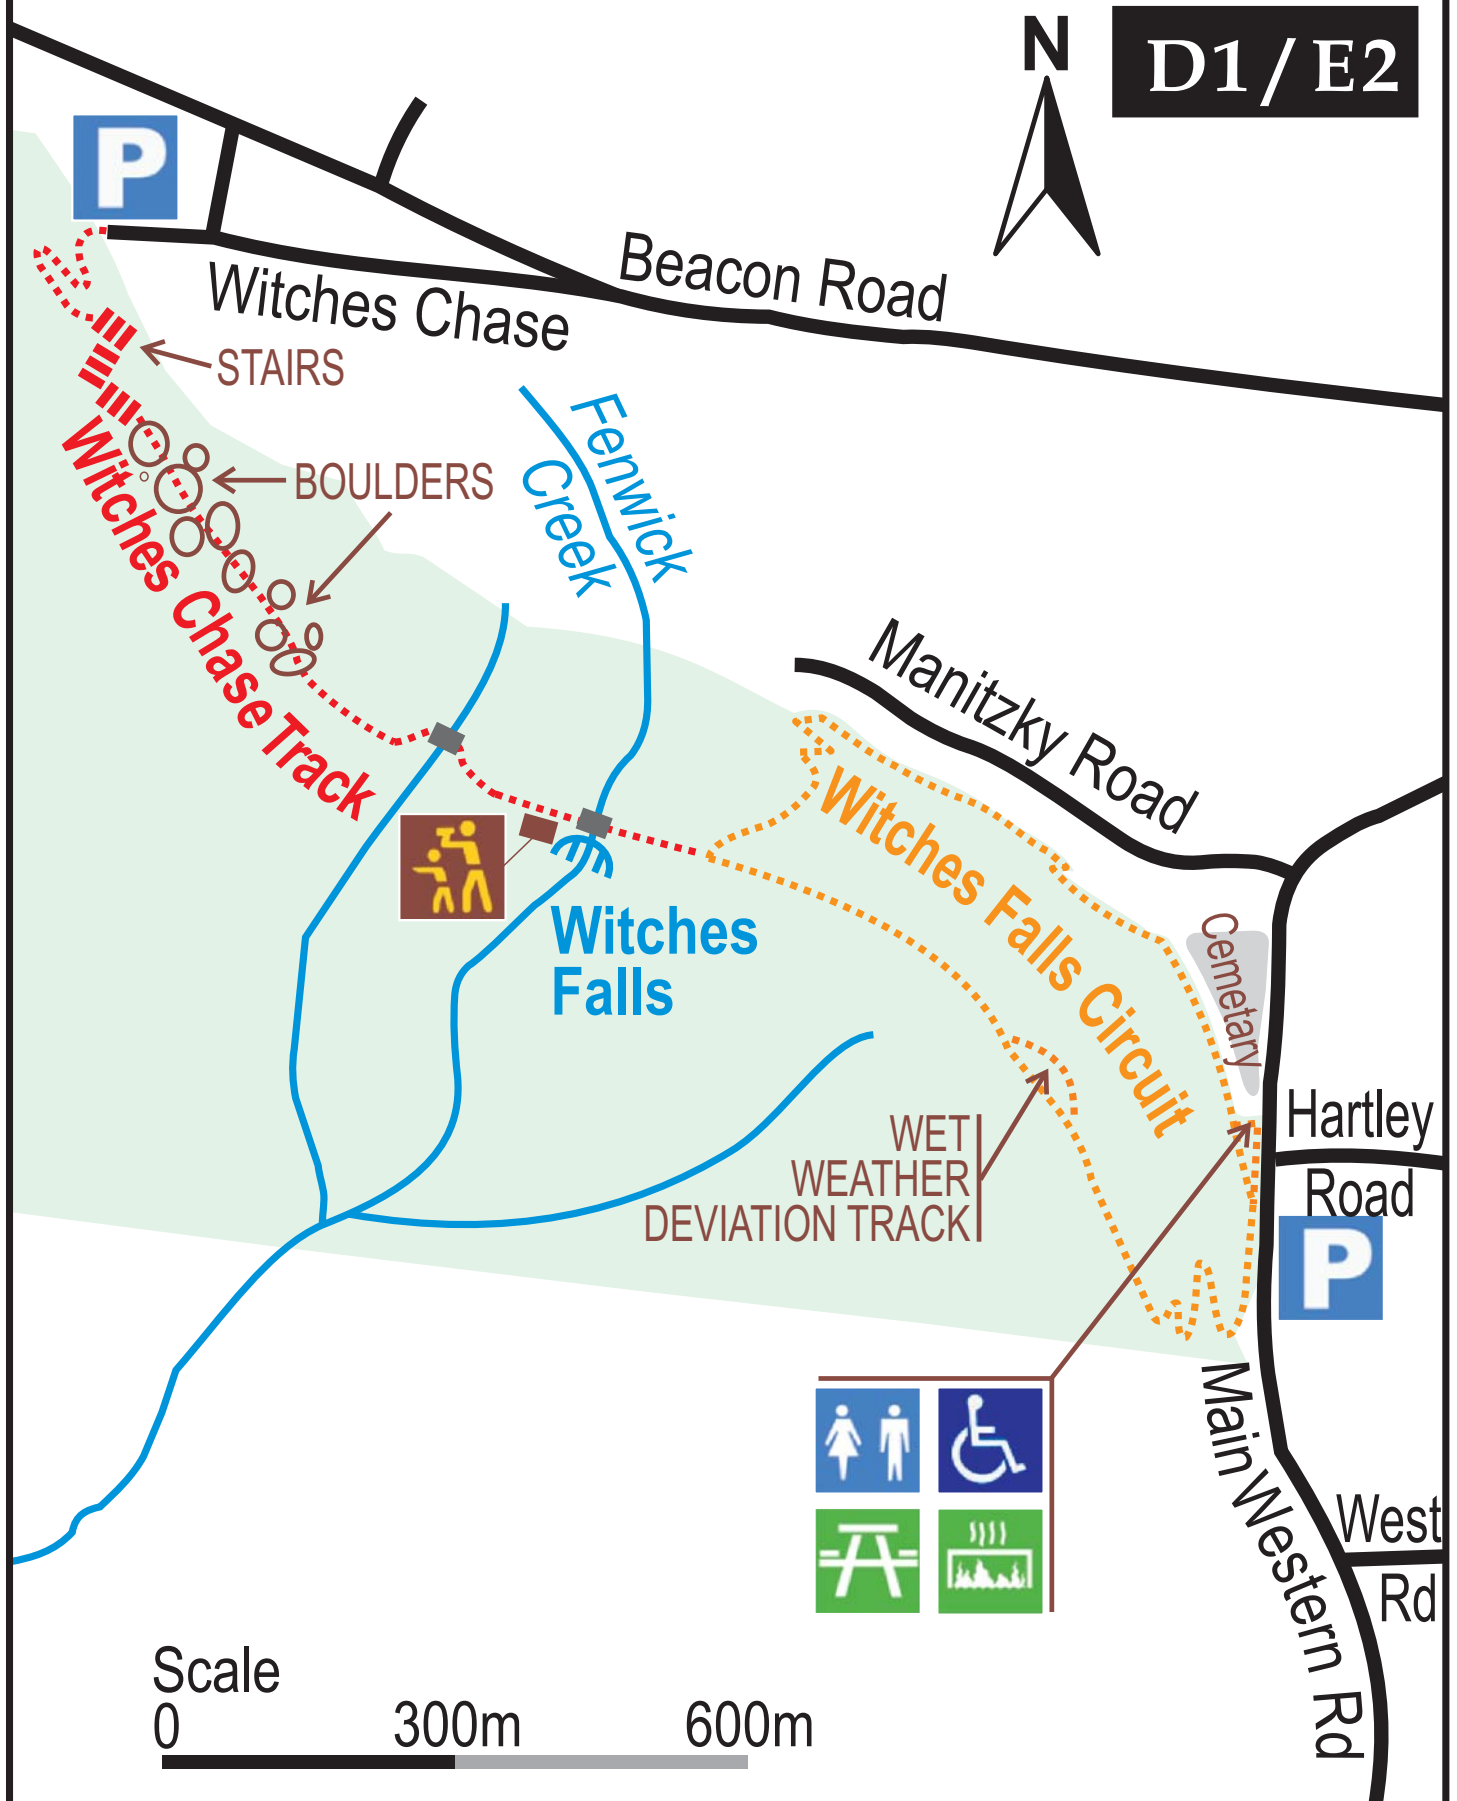 N
D1/E2
P
Beacon Road
Witches Chase
STAIRS
BOULDERS
Fenwick
Creek
Witches Chase Track
Manitzky Road
Witches Falls Circuit
Witches
Falls
Cemetary
WET
WEATHER
DEVIATION TRACK
Hartley
Road
P
Main Western Rd
West
Rd
Scale
0 300m 600m